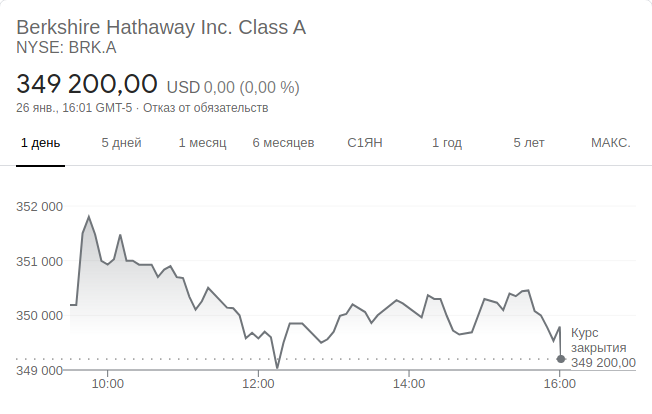 Berkshire Hathaway Inc. Class A
NYSE: BRK.A
349 200,00 USD 0,00 (0,00 %)
26 янв., 16:01 GMT-5 · Отказ от обязательств
1 день 5 дней 1 месяц 6 месяцев С1ЯН 1 год 5 лет МАКС.
352 000
351 000
350 000
349 000
Курс
закрытия
349 200,00
10:00 12:00 14:00 16:00